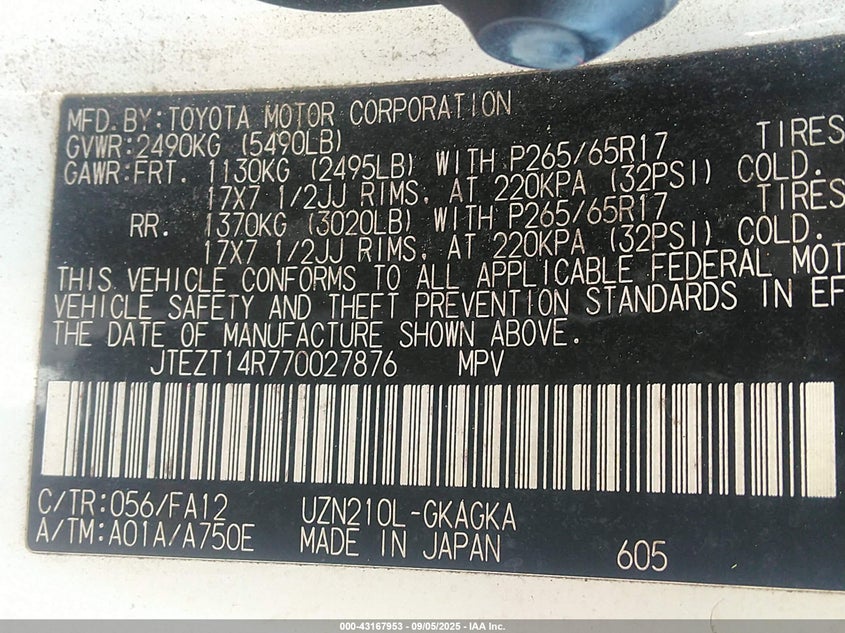 MFD.BY:TOYOTA MOTOR CORPORATION
GVWR:2490KG (5490LB)
GAWR:FRT. 1130KG (2495LB) WITH P265/65R17 TIRES
17X7 1/2JJ RIMS, AT 220KPA (32PSI) COLD.
RR. 1370KG (3020LB) WITH P265/65R17 TIRES
17X7 1/2JJ RIMS, AT 220KPA (32PSI) COLD.
THIS VEHICLE CONFORMS TO ALL APPLICABLE FEDERAL MOT
VEHICLE SAFETY AND THEFT PREVENTION STANDARDS IN EF
THE DATE OF MANUFACTURE SHOWN ABOVE.
JTEZT14R770027876 MPV
C/TR:056/FA12 UZN210L-GKAGKA
A/TM:A01A/A750E MADE IN JAPAN 605
000-43167953 - 09/05/2025 - IAA Inc.